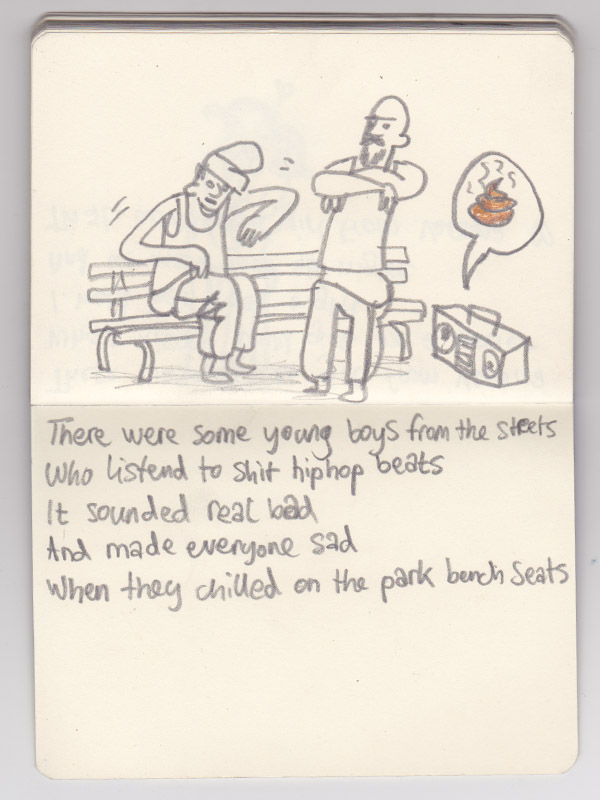 There were some young boys from the streets
Who listend to shit hiphop beats
It sounded real bad
And made everyone sad
When they chilled on the park bench seats